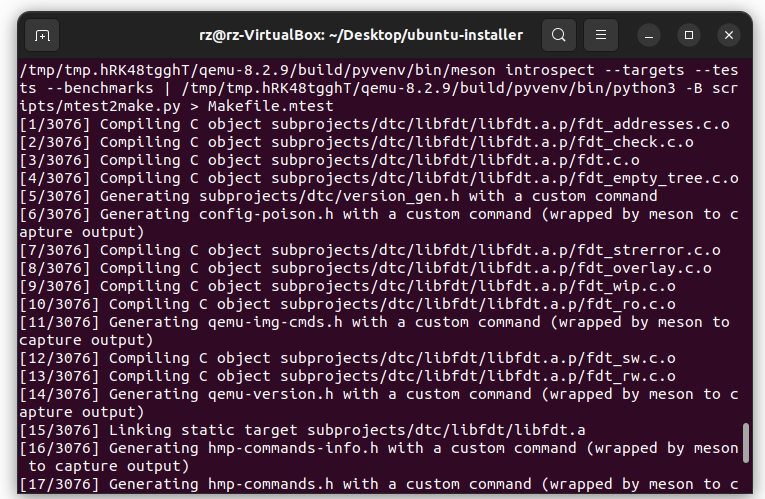 rz@rz-VirtualBox: ~/Desktop/ubuntu-installer
/tmp/tmp.hRK48tgghT/qemu-8.2.9/build/pyvenv/bin/meson introspect --targets --tes
ts --benchmarks | /tmp/tmp.hRK48tgghT/qemu-8.2.9/build/pyvenv/bin/python3 -B scr
ipts/mtest2make.py > Makefile.mtest
[1/3076] Compiling C object subprojects/dtc/libfdt/libfdt.a.p/fdt_addresses.c.o
[2/3076] Compiling C object subprojects/dtc/libfdt/libfdt.a.p/fdt_check.c.o
[3/3076] Compiling C object subprojects/dtc/libfdt/libfdt.a.p/fdt.c.o
[4/3076] Compiling C object subprojects/dtc/libfdt/libfdt.a.p/fdt_empty_tree.c.o
[5/3076] Generating subprojects/dtc/version_gen.h with a custom command
[6/3076] Generating config-poison.h with a custom command (wrapped by meson to c
apture output)
[7/3076] Compiling C object subprojects/dtc/libfdt/libfdt.a.p/fdt_strerror.c.o
[8/3076] Compiling C object subprojects/dtc/libfdt/libfdt.a.p/fdt_overlay.c.o
[9/3076] Compiling C object subprojects/dtc/libfdt/libfdt.a.p/fdt_wip.c.o
[10/3076] Compiling C object subprojects/dtc/libfdt/libfdt.a.p/fdt_ro.c.o
[11/3076] Generating qemu-img-cmds.h with a custom command (wrapped by meson to
capture output)
[12/3076] Compiling C object subprojects/dtc/libfdt/libfdt.a.p/fdt_sw.c.o
[13/3076] Compiling C object subprojects/dtc/libfdt/libfdt.a.p/fdt_rw.c.o
[14/3076] Generating qemu-version.h with a custom command (wrapped by meson to c
apture output)
[15/3076] Linking static target subprojects/dtc/libfdt/libfdt.a
[16/3076] Generating hmp-commands-info.h with a custom command (wrapped by meson
 to capture output)
[17/3076] Generating hmp-commands.h with a custom command (wrapped by meson to c